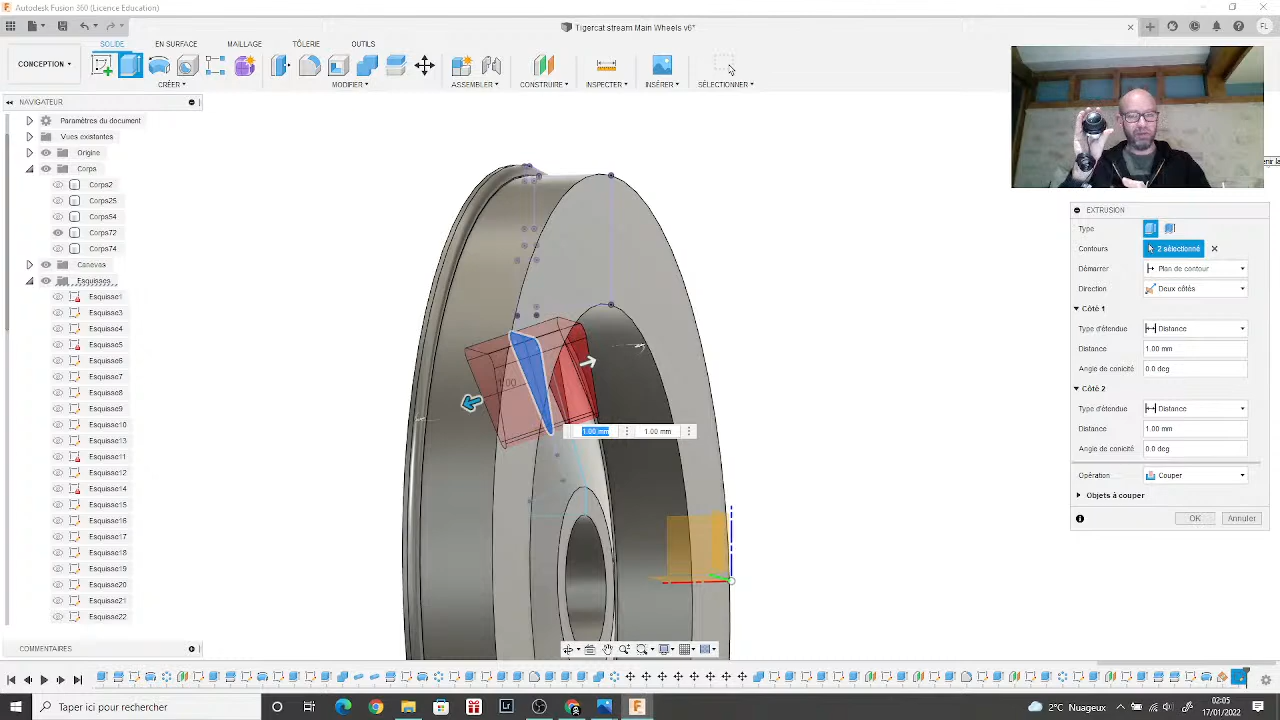 Autodesk Fusion 360 (Licence Education)
Tigercat stream Main Wheels v6*
FL
SOLIDE EN SURFACE MAILLAGE TÔLERIE OUTILS
CONCEPTION
CRÉER MODIFIER ASSEMBLER CONSTRUIRE INSPECTER INSÉRER SÉLECTIONNER
NAVIGATEUR
Paramètres du document
Vues existantes
Origine
Corps
Corps2
Corps25
Corps54
Corps72
Corps74
Canevas
Esquisses
Esquisse1
Esquisse3
Esquisse4
Esquisse5
Esquisse6
Esquisse7
Esquisse8
Esquisse9
Esquisse10
Esquisse13
Esquisse11
Esquisse12
Esquisse14
Esquisse15
Esquisse16
Esquisse17
Esquisse18
Esquisse19
Esquisse20
Esquisse21
Esquisse22
COMMENTAIRES
1.00 mm 1.00 mm
EXTRUSION
Type
Contours 2 sélectionné
Démarrer Plan de contour
Direction Deux côtés
Côté 1
Type d'étendue Distance
Distance 1.00 mm
Angle de conicité 0.0 deg
Côté 2
Type d'étendue Distance
Distance 1.00 mm
Angle de conicité 0.0 deg
Opération Couper
Objets à couper
OK Annuler
Taper ici pour rechercher
2°C Nuageux
02:05
17/01/2022